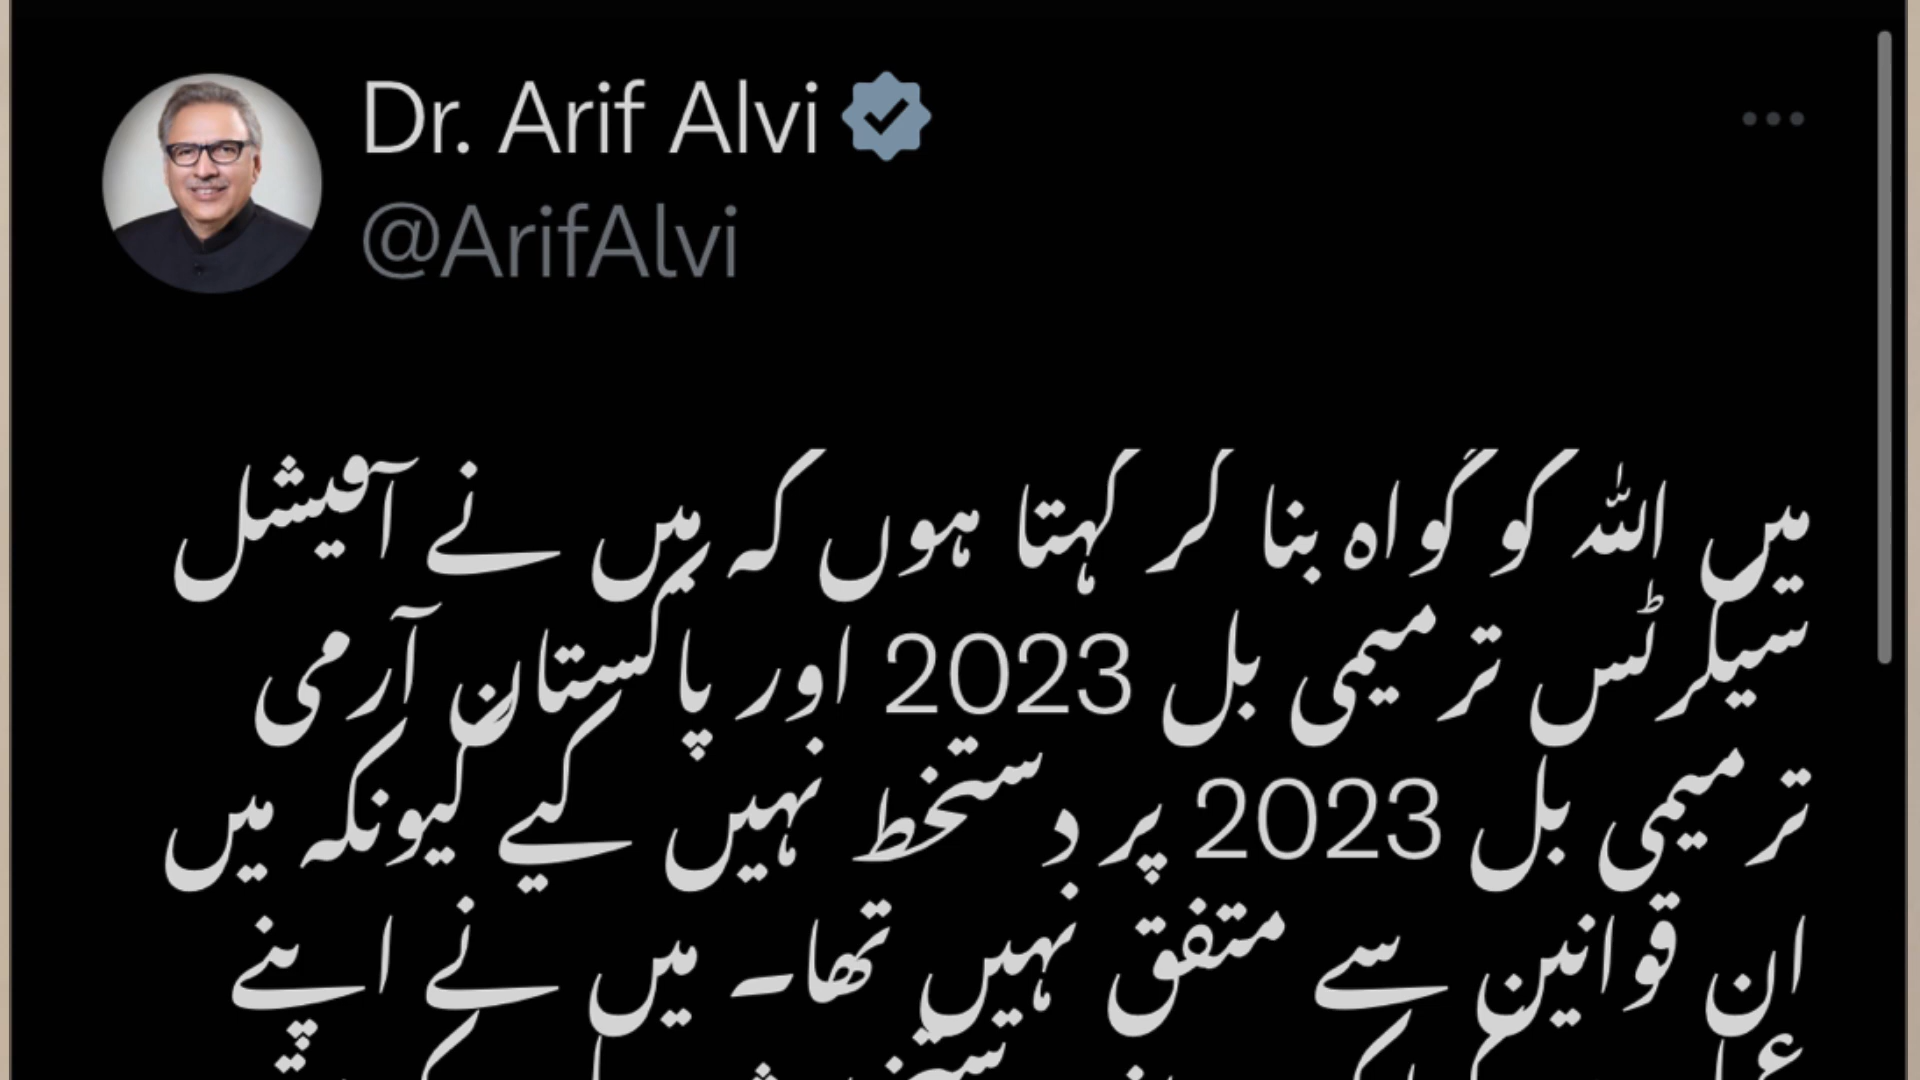 Dr. Arif Alvi
@ArifAlvi
میں اللہ کو گواہ بنا کر کہتا ہوں کہ میں نے آفیشل
سیکرٹس ترمیمی بل 2023 اور پاکستان آرمی
ترمیمی بل 2023 پر دستخط نہیں کیے کیونکہ میں
ان قوانین سے متفق نہیں تھا۔ میں نے اپنے